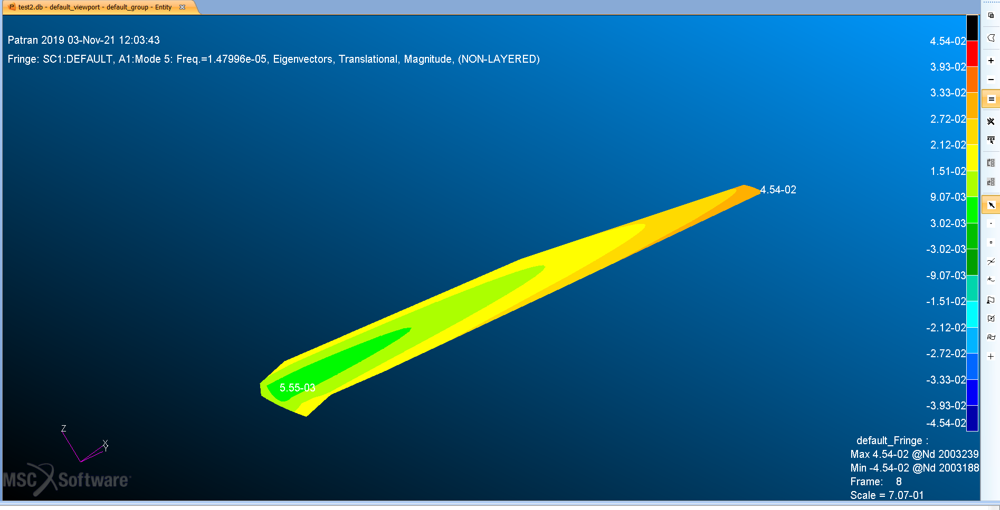 test2.db - default_viewport - default_group - Entity
Patran 2019 03-Nov-21 12:03:43
Fringe: SC1:DEFAULT, A1:Mode 5: Freq.=1.47996e-05, Eigenvectors, Translational, Magnitude, (NON-LAYERED)
4.54-02
3.93-02
3.33-02
2.72-02
2.12-02
1.51-02
9.07-03
3.02-03
-3.02-03
-9.07-03
-1.51-02
-2.12-02
-2.72-02
-3.33-02
-3.93-02
-4.54-02
4.54-02
5.55-03
Z
X
Y
default_Fringe :
Max 4.54-02 @Nd 2003239
Min -4.54-02 @Nd 2003188
Frame: 8
Scale = 7.07-01
MSC Software